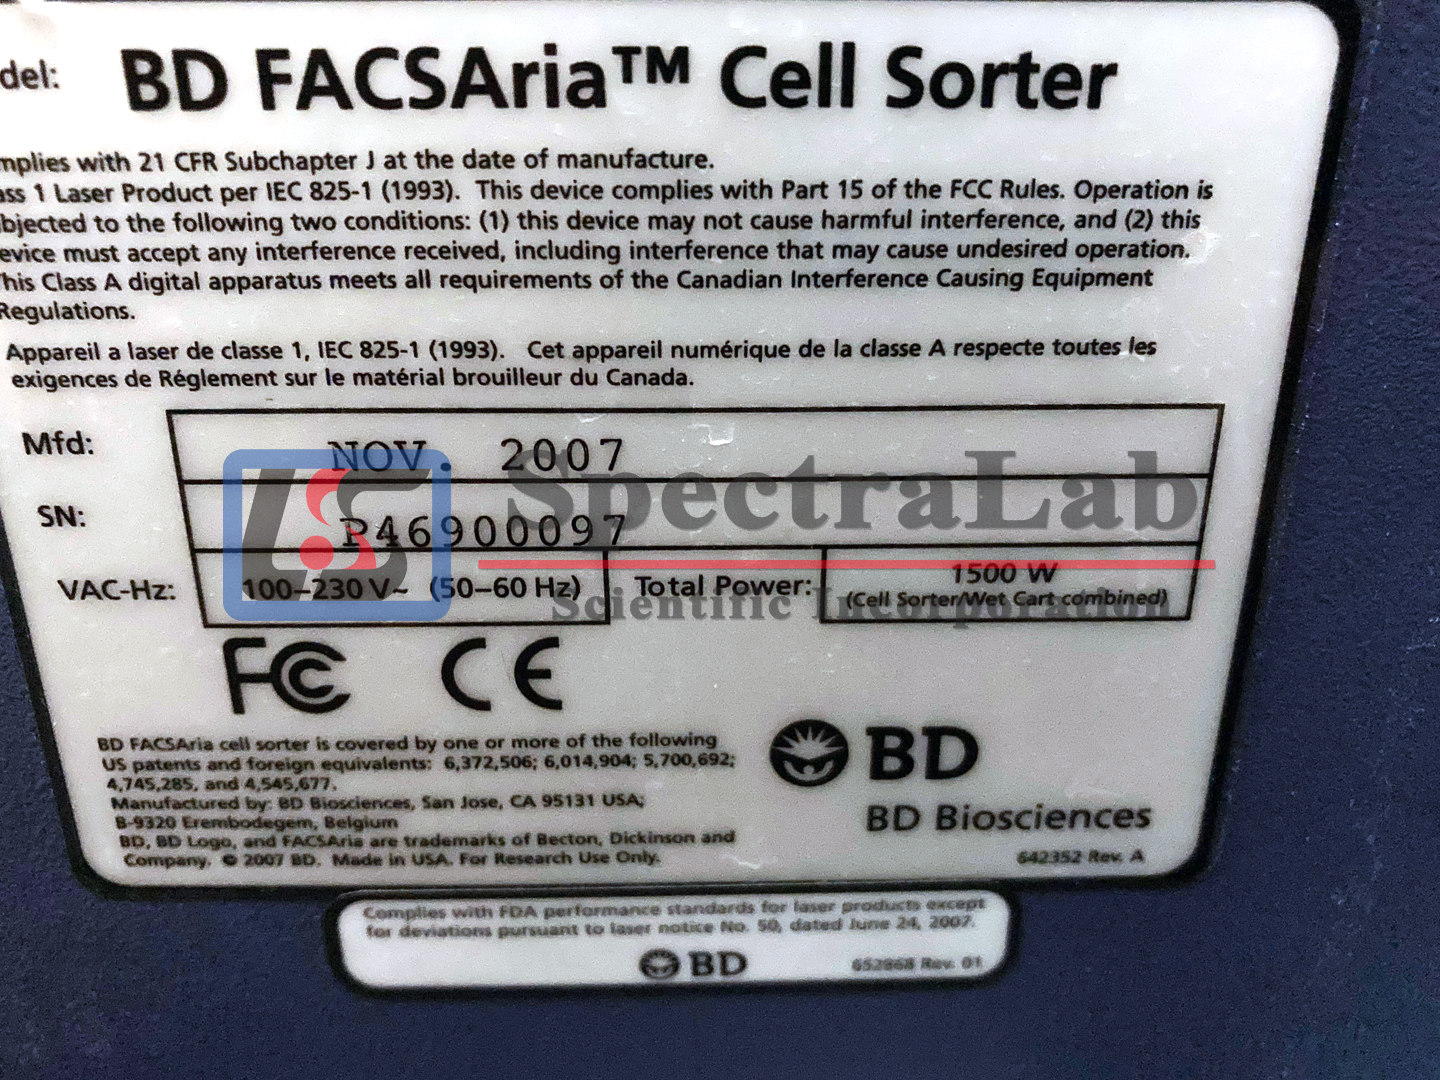 del: BD FACSAria™ Cell Sorter
mplies with 21 CFR Subchapter J at the date of manufacture.
ass 1 Laser Product per IEC 825-1 (1993). This device complies with Part 15 of the FCC Rules. Operation is
bjected to the following two conditions: (1) this device may not cause harmful interference, and (2) this
evice must accept any interference received, including interference that may cause undesired operation.
his Class A digital apparatus meets all requirements of the Canadian Interference Causing Equipment
Regulations.
Appareil a laser de classe 1, IEC 825-1 (1993). Cet appareil numérique de la classe A respecte toutes les
exigences de Réglement sur le matérial brouilleur du Canada.
Mfd: NOV. 2007
SN: P46900097
SpectraLab
VAC-Hz: 100–230 V~ (50–60 Hz) Total Power: 1500 W
(Cell Sorter/Wet Cart combined)
Scientific Incorporation
FC CE
BD FACSAria cell sorter is covered by one or more of the following
US patents and foreign equivalents: 6,372,506; 6,014,904; 5,700,692;
4,745,285, and 4,545,677.
Manufactured by: BD Biosciences, San Jose, CA 95131 USA;
B-9320 Erembodegem, Belgium
BD, BD Logo, and FACSAria are trademarks of Becton, Dickinson and
Company. © 2007 BD. Made in USA. For Research Use Only.
BD
BD Biosciences
642352 Rev. A
Complies with FDA performance standards for laser products except
for deviations pursuant to laser notice No. 50, dated June 24, 2007.
BD 652868 Rev. 01